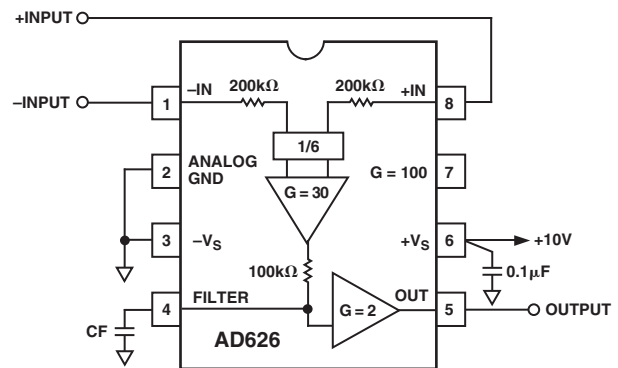 +INPUT
–INPUT
–IN 200kΩ 200kΩ +IN
1 8
1/6
2 ANALOG GND G = 100 7
G = 30
3 –VS +VS 6 +10V
100kΩ 0.1µF
4 FILTER OUT 5 OUTPUT
G = 2
CF
AD626